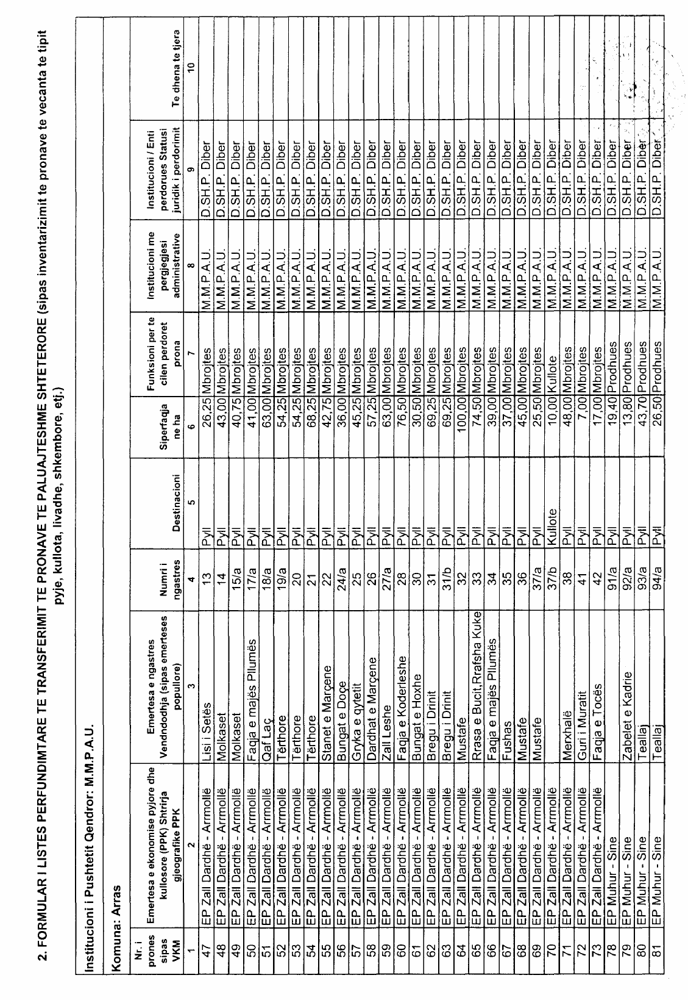 2. FORMULAR I LISTES PERFUNDIMTARE TE TRANSFERIMIT TE PRONAVE TE PALUAJTESHME SHTETERORE (sipas inventarizimit te pronave te vecanta te tipit
pyje, kullota, livadhe, shkembore, etj.)
Institucioni i Pushtetit Qendror: M.M.P.A.U.
Komuna: Arras
Nr. i prones sipas VKM | Emertesa e ekonomise pyjore dhe kullosore (PPK) Shtrirja gjeografike PPK | Emertesa e ngastres Vendndodhja (sipas emerteses popullore) | Numri i ngastres | Destinacioni | Siperfaqja ne ha | Funksioni per te cilen perdoret prona | Institucioni me pergjegjesi administrative | Institucioni / Enti perdorues Statusi juridik i perdorimit | Te dhena te tjera
1 2 3 4 5 6 7 8 9 10
47 EP Zall Dardhë - Arrmollë Lisi i Setës 13 Pyll 26,25 Mbrojtes M.M.P.A.U. D.SH.P. Diber
48 EP Zall Dardhë - Arrmollë Molkaset 14 Pyll 43,00 Mbrojtes M.M.P.A.U. D.SH.P. Diber
49 EP Zall Dardhë - Arrmollë Molkaset 15/a Pyll 40,75 Mbrojtes M.M.P.A.U. D.SH.P. Diber
50 EP Zall Dardhë - Arrmollë Faqja e majës Pllumës 17/a Pyll 41,00 Mbrojtes M.M.P.A.U. D.SH.P. Diber
51 EP Zall Dardhë - Arrmollë Qaf Laç 18/a Pyll 63,00 Mbrojtes M.M.P.A.U. D.SH.P. Diber
52 EP Zall Dardhë - Arrmollë Tërthore 19/a Pyll 54,25 Mbrojtes M.M.P.A.U. D.SH.P. Diber
53 EP Zall Dardhë - Arrmollë Tërthore 20 Pyll 54,25 Mbrojtes M.M.P.A.U. D.SH.P. Diber
54 EP Zall Dardhë - Arrmollë Tërthore 21 Pyll 68,25 Mbrojtes M.M.P.A.U. D.SH.P. Diber
55 EP Zall Dardhë - Arrmollë Stanet e Marçene 22 Pyll 42,75 Mbrojtes M.M.P.A.U. D.SH.P. Diber
56 EP Zall Dardhë - Arrmollë Bungat e Doçe 24/a Pyll 36,00 Mbrojtes M.M.P.A.U. D.SH.P. Diber
57 EP Zall Dardhë - Arrmollë Gryka e qytetit 25 Pyll 45,25 Mbrojtes M.M.P.A.U. D.SH.P. Diber
58 EP Zall Dardhë - Arrmollë Dardhat e Marçene 26 Pyll 57,25 Mbrojtes M.M.P.A.U. D.SH.P. Diber
59 EP Zall Dardhë - Arrmollë Zall Leshe 27/a Pyll 63,00 Mbrojtes M.M.P.A.U. D.SH.P. Diber
60 EP Zall Dardhë - Arrmollë Faqja e Koderleshe 28 Pyll 76,50 Mbrojtes M.M.P.A.U. D.SH.P. Diber
61 EP Zall Dardhë - Arrmollë Bungat e Hoxhe 30 Pyll 30,50 Mbrojtes M.M.P.A.U. D.SH.P. Diber
62 EP Zall Dardhë - Arrmollë Bregu i Drinit 31 Pyll 69,25 Mbrojtes M.M.P.A.U. D.SH.P. Diber
63 EP Zall Dardhë - Arrmollë Bregu i Drinit 31/b Pyll 69,25 Mbrojtes M.M.P.A.U. D.SH.P. Diber
64 EP Zall Dardhë - Arrmollë Mustafe 32 Pyll 100,00 Mbrojtes M.M.P.A.U. D.SH.P. Diber
65 EP Zall Dardhë - Arrmollë Rrasa e Bucit,Rrafsha Kuke 33 Pyll 74,50 Mbrojtes M.M.P.A.U. D.SH.P. Diber
66 EP Zall Dardhë - Arrmollë Faqja e majës Pllumës 34 Pyll 39,00 Mbrojtes M.M.P.A.U. D.SH.P. Diber
67 EP Zall Dardhë - Arrmollë Fushas 35 Pyll 37,00 Mbrojtes M.M.P.A.U. D.SH.P. Diber
68 EP Zall Dardhë - Arrmollë Mustafe 36 Pyll 45,00 Mbrojtes M.M.P.A.U. D.SH.P. Diber
69 EP Zall Dardhë - Arrmollë Mustafe 37/a Pyll 25,50 Mbrojtes M.M.P.A.U. D.SH.P. Diber
70 EP Zall Dardhë - Arrmollë 37/b Kullote 10,00 Kullote M.M.P.A.U. D.SH.P. Diber
71 EP Zall Dardhë - Arrmollë Merxhalë 38 Pyll 48,00 Mbrojtes M.M.P.A.U. D.SH.P. Diber
72 EP Zall Dardhë - Arrmollë Guri i Muratit 41 Pyll 7,00 Mbrojtes M.M.P.A.U. D.SH.P. Diber
73 EP Zall Dardhë - Arrmollë Faqja e Tocës 42 Pyll 17,00 Mbrojtes M.M.P.A.U. D.SH.P. Diber
78 EP Muhur - Sine 91/a Pyll 19,40 Prodhues M.M.P.A.U. D.SH.P. Diber
79 EP Muhur - Sine Zabelet e Kadrie 92/a Pyll 13,80 Prodhues M.M.P.A.U. D.SH.P. Diber
80 EP Muhur - Sine Teallaj 93/a Pyll 43,70 Prodhues M.M.P.A.U. D.SH.P. Diber
81 EP Muhur - Sine Teallaj 94/a Pyll 26,50 Prodhues M.M.P.A.U. D.SH.P. Diber